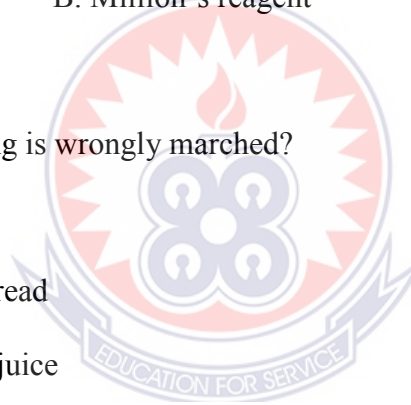 B. Millon's reagent
g is wrongly marched?
read
juice
EDUCATION FOR SERVICE